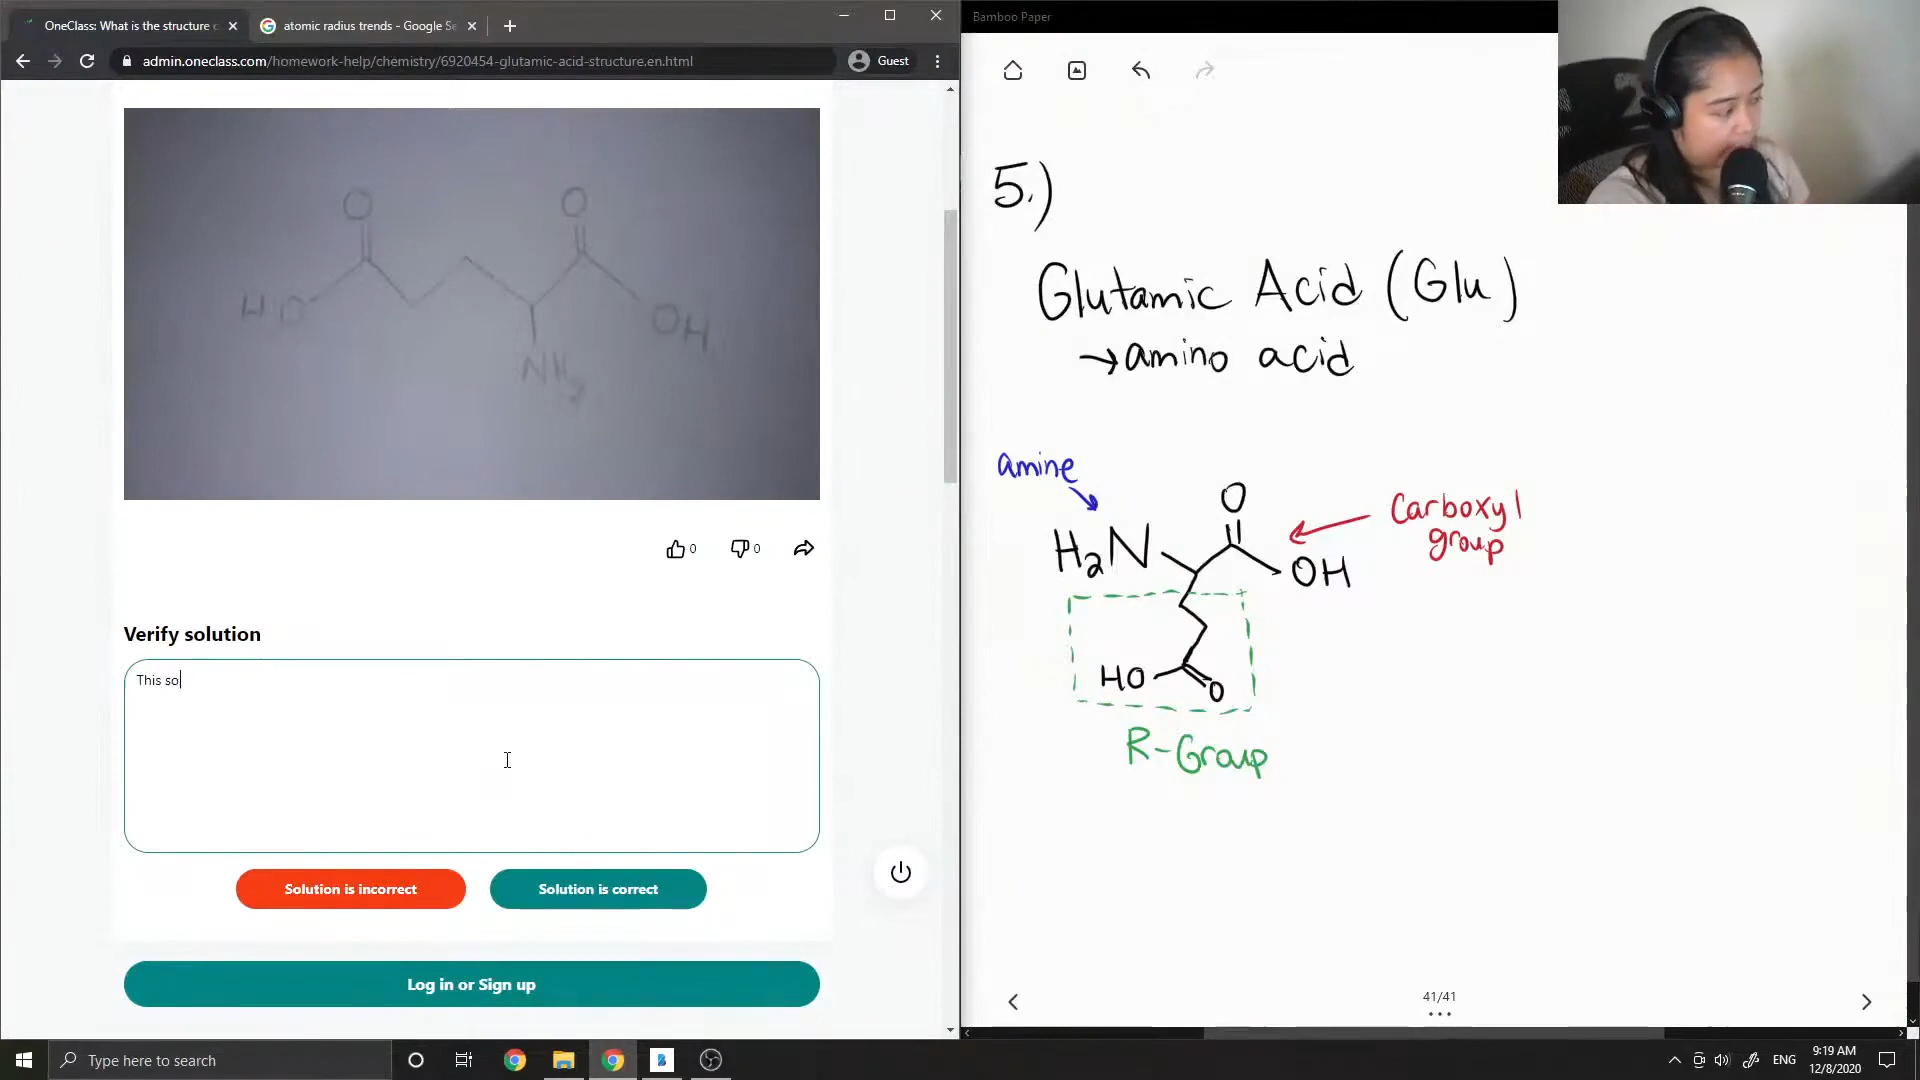 OneClass: What is the structure o
atomic radius trends - Google Se
admin.oneclass.com/homework-help/chemistry/6920454-glutamic-acid-structure.en.html
Guest
O
O
HO
OH
NH2
0
0
Verify solution
This so
Solution is incorrect
Solution is correct
Log in or Sign up
Bamboo Paper
5.)
Glutamic Acid (Glu)
→amino acid
amine
O
Carboxyl
group
H2N
OH
HO
O
R-Group
41/41
Type here to search
ENG
9:19 AM
12/8/2020